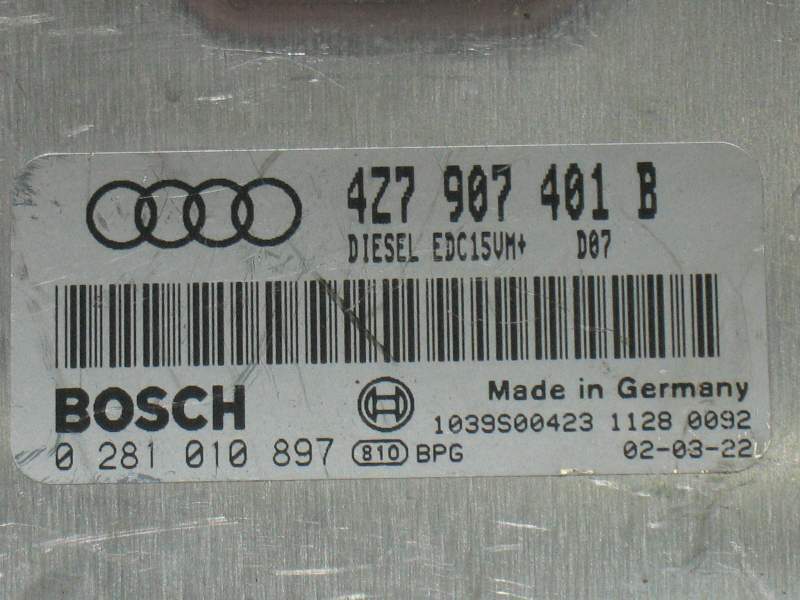 4Z7 907 401 B
DIESEL EDC15VM+ D07
BOSCH
Made in Germany
1039S00423 1128 0092
0 281 010 897 810 BPG 02-03-22